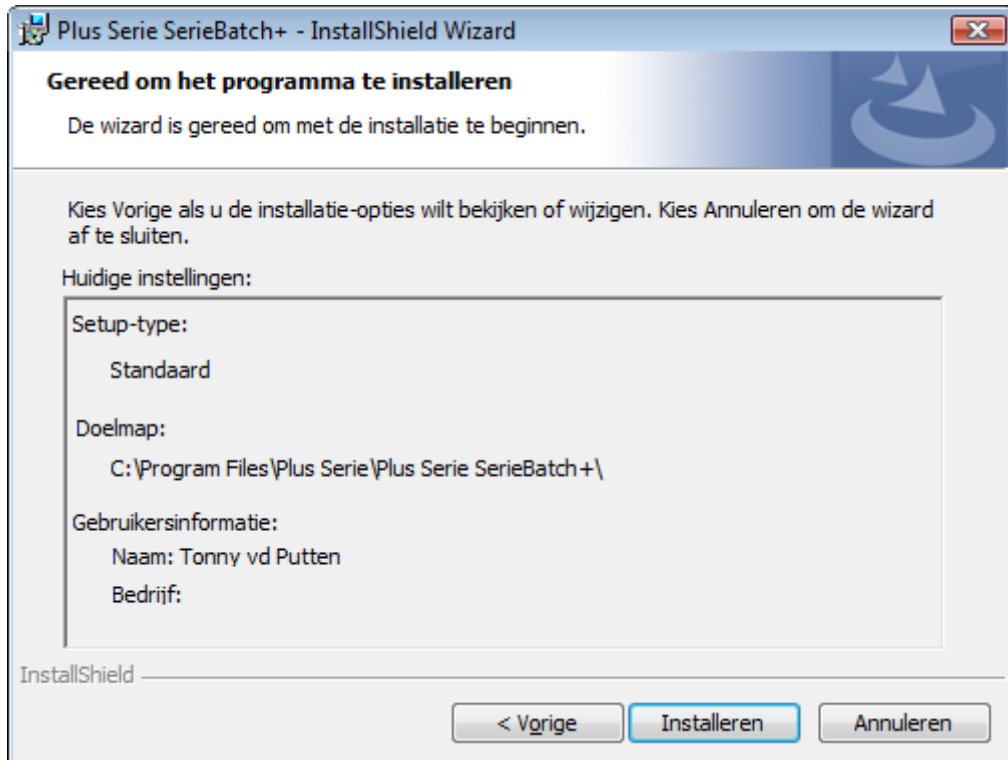 Plus Serie SerieBatch+ - InstallShield Wizard
Gereed om het programma te installeren
De wizard is gereed om met de installatie te beginnen.
Kies Vorige als u de installatie-opties wilt bekijken of wijzigen. Kies Annuleren om de wizard
af te sluiten.
Huidige instellingen:
Setup-type:
Standaard
Doelmap:
C:\Program Files\Plus Serie\Plus Serie SerieBatch+\
Gebruikersinformatie:
Naam: Tonny vd Putten
Bedrijf:
InstallShield
< Vorige
Installeren
Annuleren